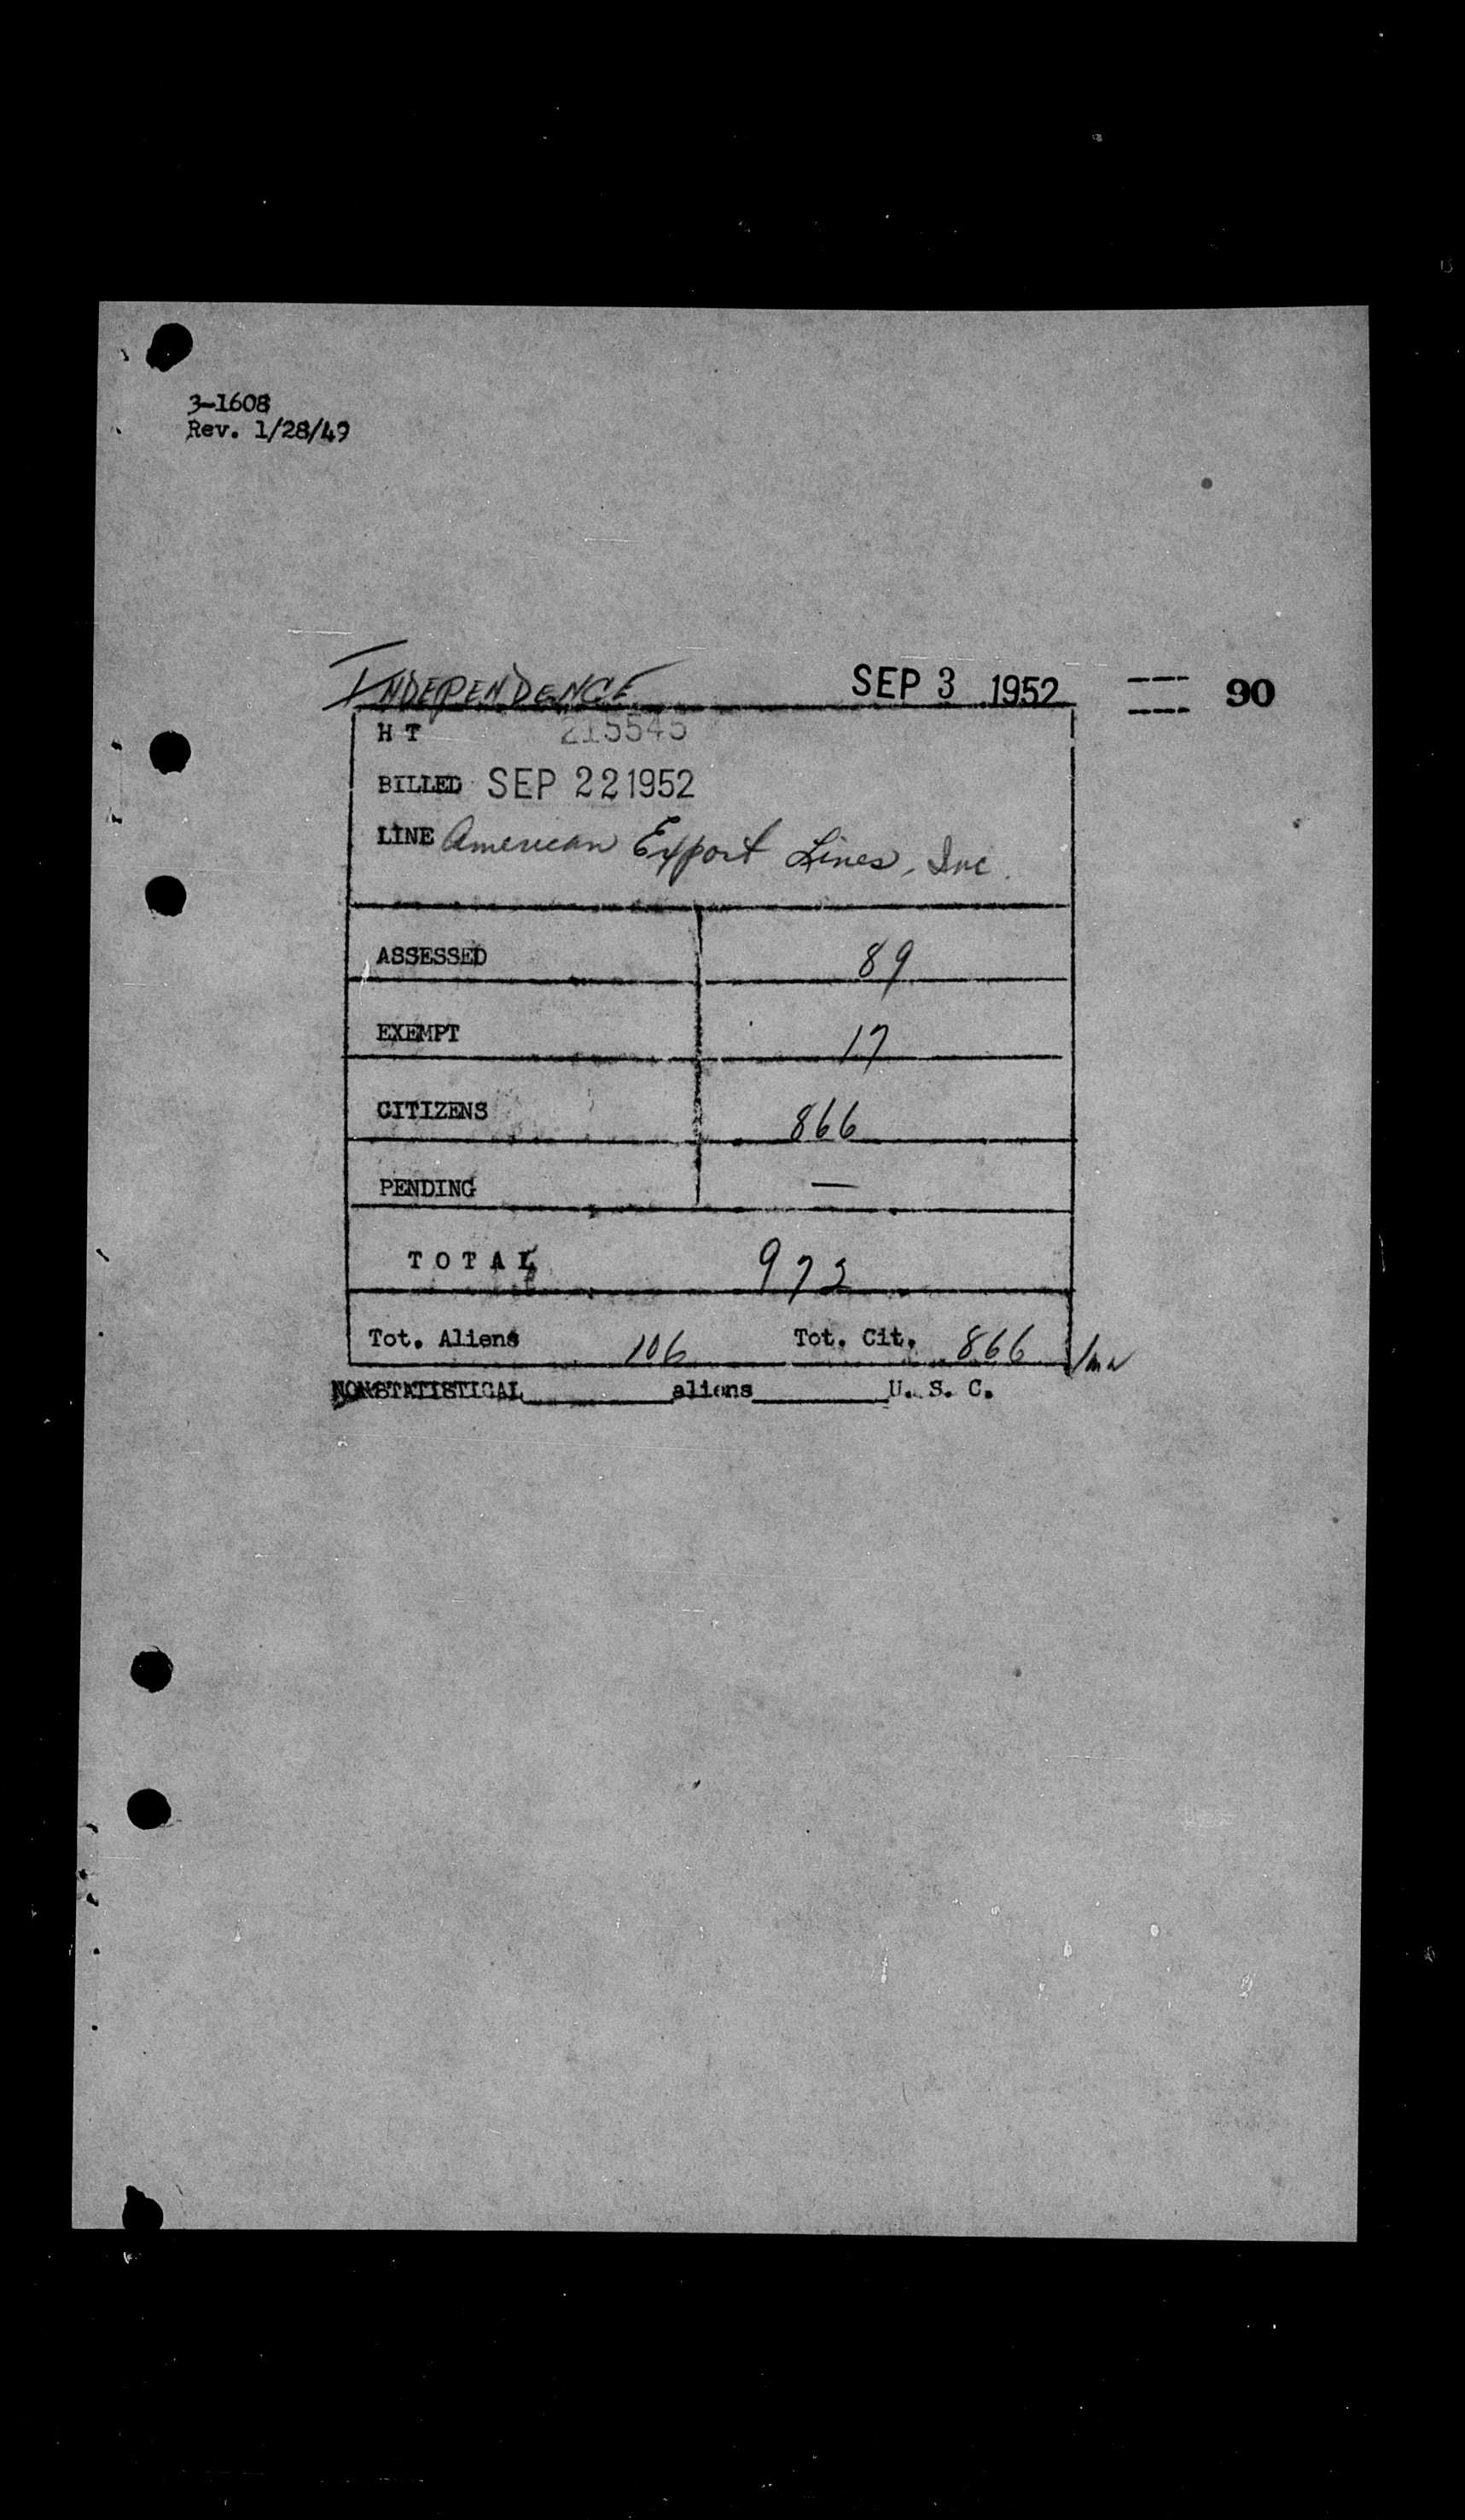 3-1608
Rev. 1/28/49
INDEPENDENCE SEP 3 1952 90
H T 215545
BILLED SEP 22 1952
LINE American Export Lines, Inc.
ASSESSED 89
EXEMPT 17
CITIZENS 866
PENDING —
T O T A L 972
Tot. Aliens 106 Tot. Cit. 866
NONSTATISTICAL aliens U. S. C.